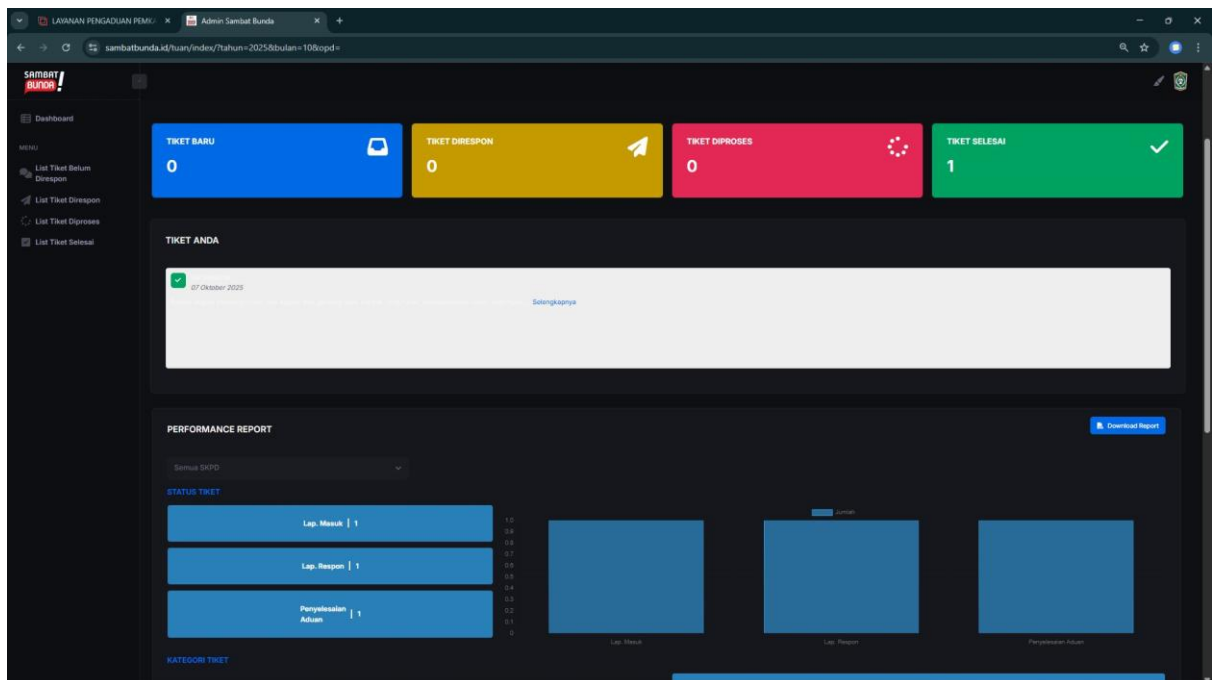 LAYANAN PENGADUAN PEMK
Admin Sambat Bunda
sambatbunda.id/tuan/index/?tahun=2025&bulan=10&opd=
SAMBAT
BUNDA!
Dashboard
MENU
List Tiket Belum
Direspon
List Tiket Direspon
List Tiket Diproses
List Tiket Selesai
TIKET BARU
0
TIKET DIRESPON
0
TIKET DIPROSES
0
TIKET SELESAI
1
TIKET ANDA
07 Oktober 2025
Selengkapnya
PERFORMANCE REPORT
Download Report
Semua SKPD
STATUS TIKET
Lap. Masuk | 1
Lap. Respon | 1
Penyelesaian
Aduan | 1
Jumlah
1.0
0.9
0.8
0.7
0.6
0.5
0.4
0.3
0.2
0.1
0
Lap. Masuk
Lap. Respon
Penyelesaian Aduan
KATEGORI TIKET